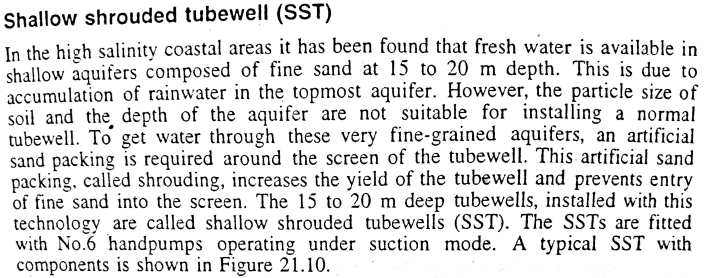 Shallow shrouded tubewell (SST)
In the high salinity coastal areas it has been found that fresh water is available in
shallow aquifers composed of fine sand at 15 to 20 m depth. This is due to
accumulation of rainwater in the topmost aquifer. However, the particle size of
soil and the depth of the aquifer are not suitable for installing a normal
tubewell. To get water through these very fine-grained aquifers, an artificial
sand packing is required around the screen of the tubewell. This artificial sand
packing, called shrouding, increases the yield of the tubewell and prevents entry
of fine sand into the screen. The 15 to 20 m deep tubewells, installed with this
technology are called shallow shrouded tubewells (SST). The SSTs are fitted
with No.6 handpumps operating under suction mode. A typical SST with
components is shown in Figure 21.10.